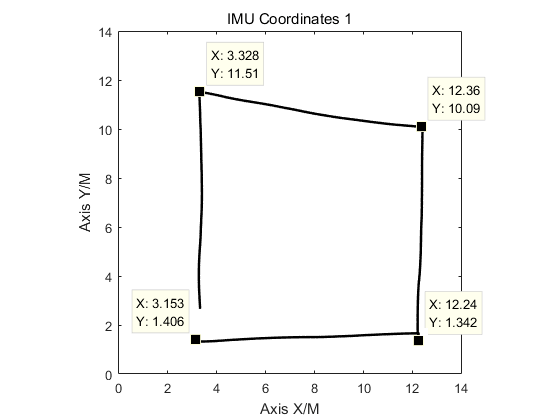 IMU Coordinates 1
14
12
10
8
6
4
2
0
Axis Y/M
X: 3.328
Y: 11.51
X: 12.36
Y: 10.09
X: 3.153
Y: 1.406
X: 12.24
Y: 1.342
0 2 4 6 8 10 12 14
Axis X/M